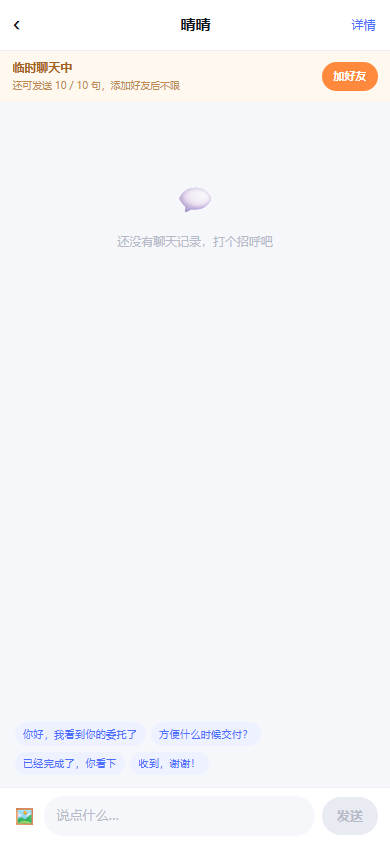 晴晴
详情
临时聊天中
还可发送 10 / 10 句，添加好友后不限
加好友
还没有聊天记录，打个招呼吧
你好，我看到你的委托了
方便什么时候交付？
已经完成了，你看下
收到，谢谢！
说点什么...
发送